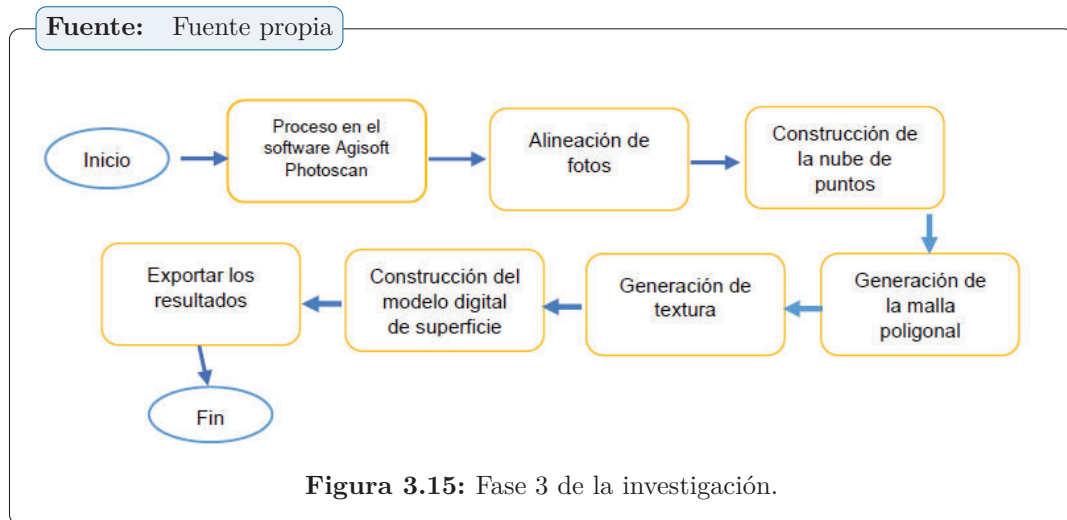 Fuente: Fuente propia
Inicio
Proceso en el
software Agisoft
Photoscan
Alineación de
fotos
Construcción de
la nube de
puntos
Generación de
la malla
poligonal
Generación de
textura
Construcción del
modelo digital
de superficie
Exportar los
resultados
Fin
Figura 3.15: Fase 3 de la investigación.